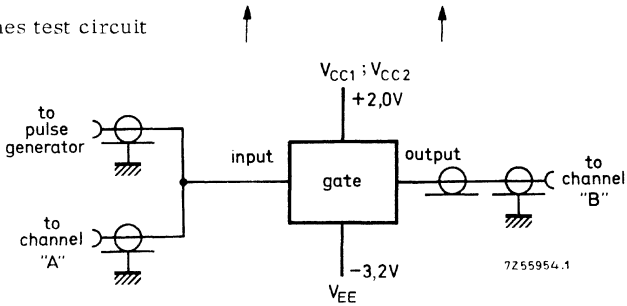 es test circuit
VCC1 ; VCC2
+2,0V
to
pulse
generator
input
gate
output
to
channel
"B"
to
channel
"A"
-3,2V
VEE
7Z55954.1